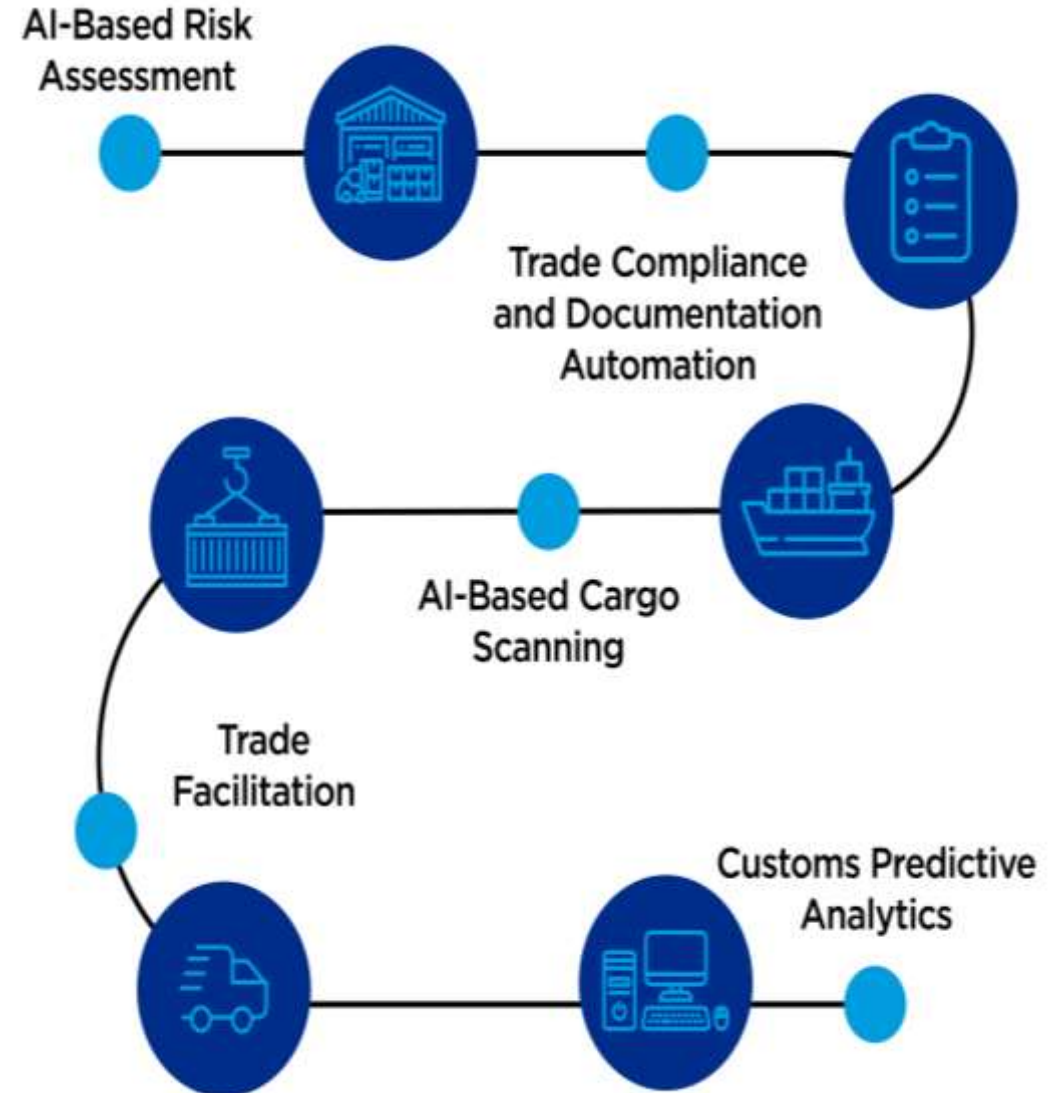 AI-Based Risk
Assessment
Trade Compliance
and Documentation
Automation
AI-Based Cargo
Scanning
Trade
Facilitation
Customs Predictive
Analytics